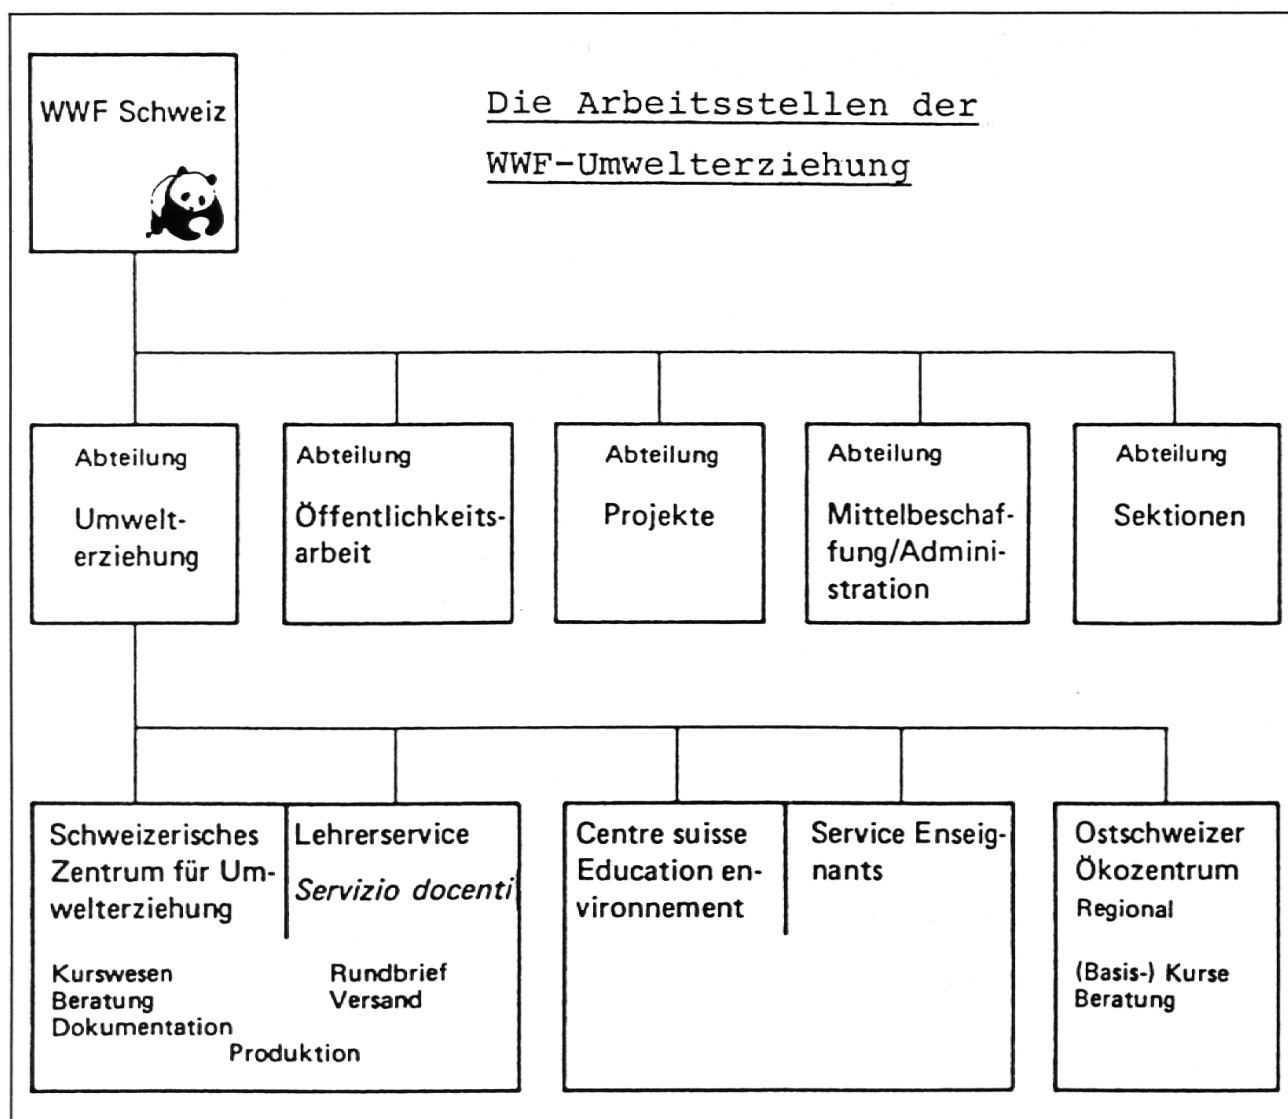 WWF Schweiz
Die Arbeitsstellen der
WWF-Umwelterziehung
Abteilung
Umwelt-
erziehung
Abteilung
Öffentlichkeits-
arbeit
Abteilung
Projekte
Abteilung
Mittelbeschaf-
fung/Admini-
stration
Abteilung
Sektionen
Schweizerisches
Zentrum für Um-
welterziehung
Lehrerservice
Servizio docenti
Kurswesen
Beratung
Dokumentation
Rundbrief
Versand
Produktion
Centre suisse
Education en-
vironnement
Service Enseig-
nants
Ostschweizer
Ökozentrum
Regional
(Basis-) Kurse
Beratung